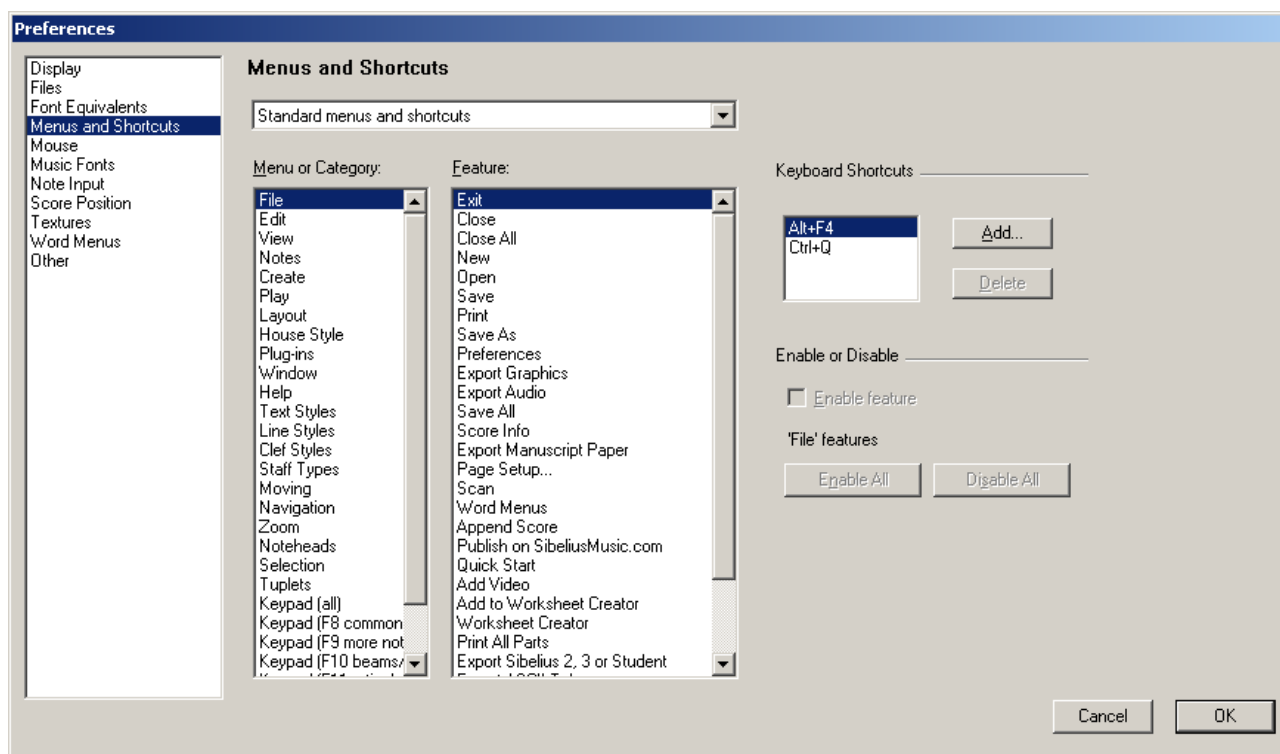 Preferences
Display
Files
Font Equivalents
Menus and Shortcuts
Mouse
Music Fonts
Note Input
Score Position
Textures
Word Menus
Other
Menus and Shortcuts
Standard menus and shortcuts
Menu or Category:
File
Edit
View
Notes
Create
Play
Layout
House Style
Plug-ins
Window
Help
Text Styles
Line Styles
Clef Styles
Staff Types
Moving
Navigation
Zoom
Noteheads
Selection
Tuplets
Keypad (all)
Keypad (F8 common
Keypad (F9 more not
Keypad (F10 beams/
Feature:
Exit
Close
Close All
New
Open
Save
Print
Save As
Preferences
Export Graphics
Export Audio
Save All
Score Info
Export Manuscript Paper
Page Setup...
Scan
Word Menus
Append Score
Publish on SibeliusMusic.com
Quick Start
Add Video
Add to Worksheet Creator
Worksheet Creator
Print All Parts
Export Sibelius 2, 3 or Student
Keyboard Shortcuts
Alt+F4
Ctrl+Q
Add...
Delete
Enable or Disable
Enable feature
'File' features
Enable All
Disable All
Cancel
OK